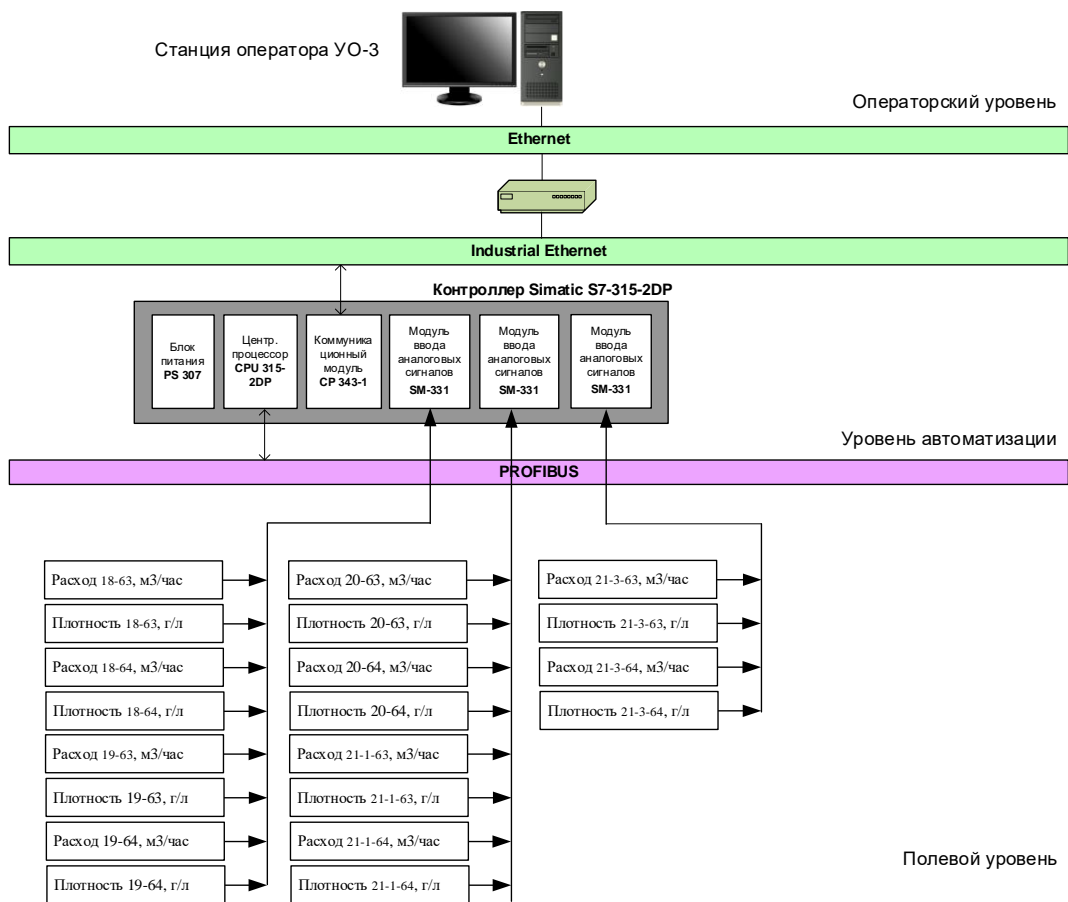 Станция оператора УО-3
Операторский уровень
Ethernet
Industrial Ethernet
Контроллер Simatic S7-315-2DP
Блок
питания
PS 307
Центр.
процессор
CPU 315-
2DP
Коммуника
ционный
модуль
CP 343-1
Модуль
ввода
аналоговых
сигналов
SM-331
Модуль
ввода
аналоговых
сигналов
SM-331
Модуль
ввода
аналоговых
сигналов
SM-331
Уровень автоматизации
PROFIBUS
Расход 18-63, м3/час
Плотность 18-63, г/л
Расход 18-64, м3/час
Плотность 18-64, г/л
Расход 19-63, м3/час
Плотность 19-63, г/л
Расход 19-64, м3/час
Плотность 19-64, г/л
Расход 20-63, м3/час
Плотность 20-63, г/л
Расход 20-64, м3/час
Плотность 20-64, г/л
Расход 21-1-63, м3/час
Плотность 21-1-63, г/л
Расход 21-1-64, м3/час
Плотность 21-1-64, г/л
Расход 21-3-63, м3/час
Плотность 21-3-63, г/л
Расход 21-3-64, м3/час
Плотность 21-3-64, г/л
Полевой уровень